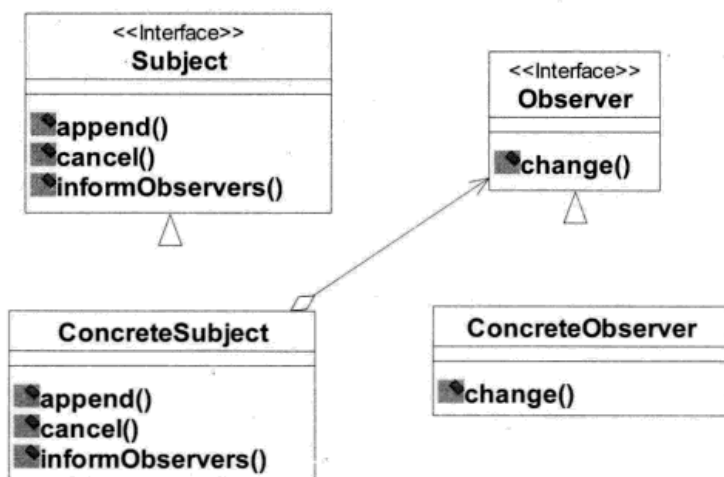 <<Interface>>
Subject
append()
cancel()
informObservers()
<<Interface>>
Observer
change()
ConcreteSubject
append()
cancel()
informObservers()
ConcreteObserver
change()